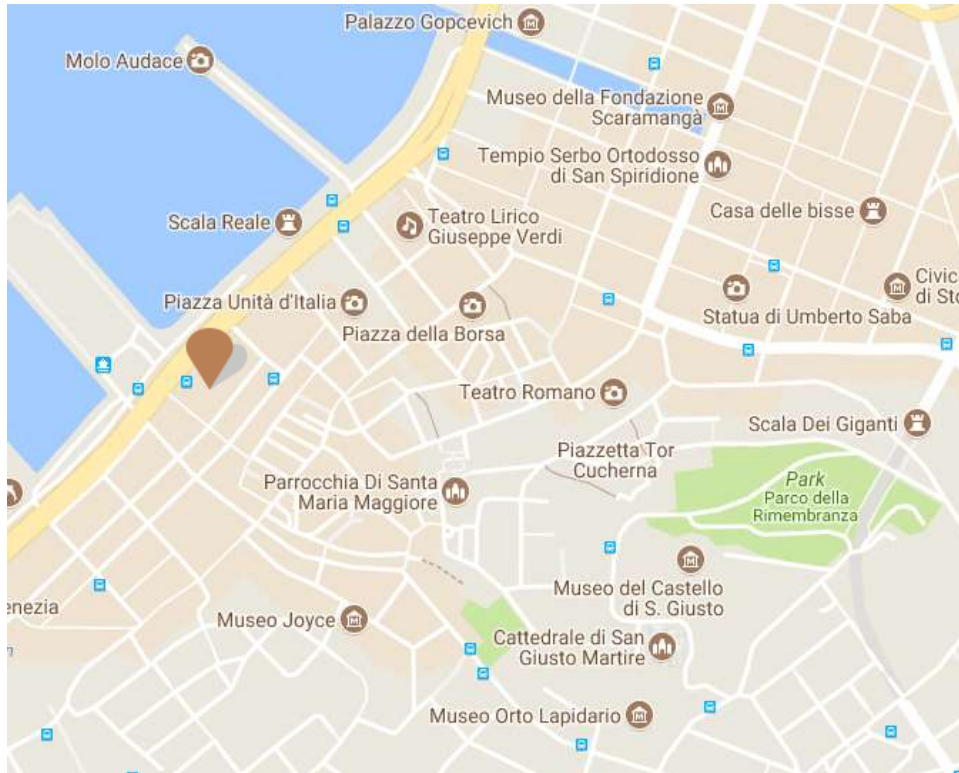 Palazzo Gopcevich
Molo Audace
Museo della Fondazione
Scaramangà
Tempio Serbo Ortodosso
di San Spiridione
Casa delle bisse
Scala Reale
Teatro Lirico
Giuseppe Verdi
Civic
di Sto
Piazza Unità d'Italia
Piazza della Borsa
Statua di Umberto Saba
Teatro Romano
Scala Dei Giganti
Piazzetta Tor
Cucherna
Parrocchia Di Santa
Maria Maggiore
Park
Parco della
Rimembranza
Museo del Castello
di S. Giusto
enezia
Museo Joyce
Cattedrale di San
Giusto Martire
Museo Orto Lapidario